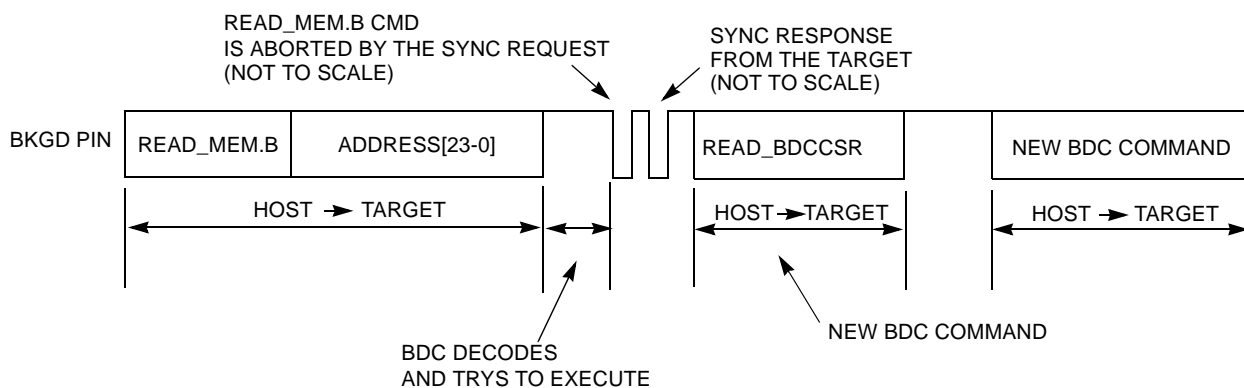 READ_MEM.B CMD
IS ABORTED BY THE SYNC REQUEST
(NOT TO SCALE)
SYNC RESPONSE
FROM THE TARGET
(NOT TO SCALE)
BKGD PIN
READ_MEM.B
ADDRESS[23-0]
READ_BDCCSR
NEW BDC COMMAND
HOST → TARGET
HOST → TARGET
HOST → TARGET
NEW BDC COMMAND
BDC DECODES
AND TRYS TO EXECUTE